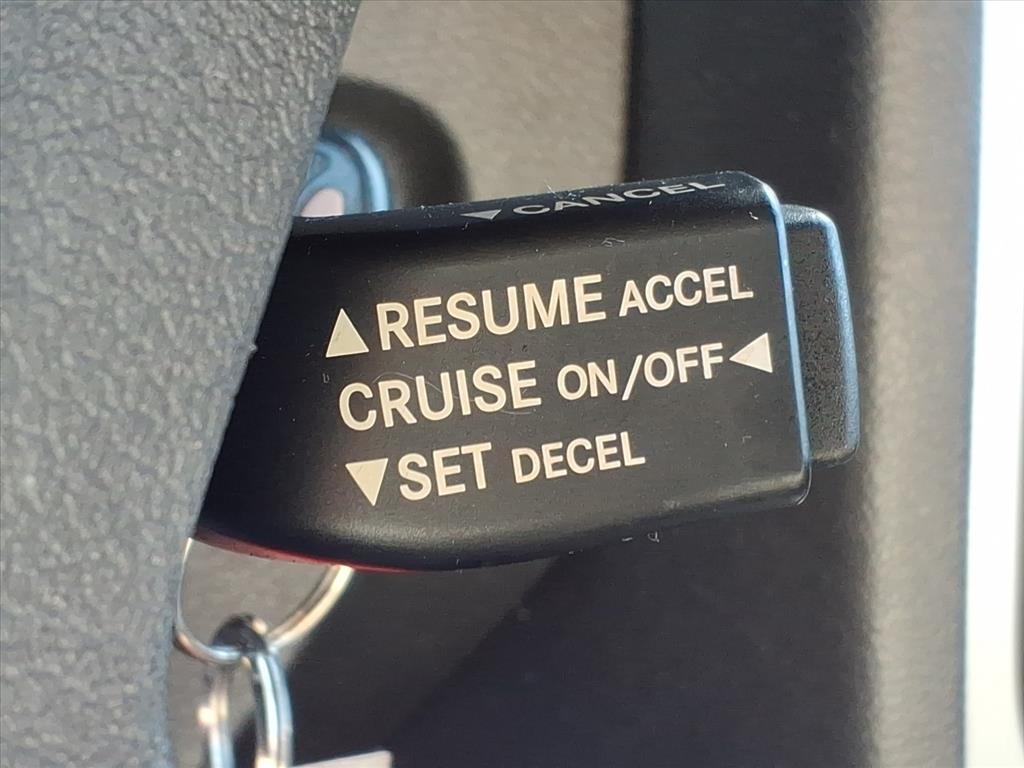 CANCEL
RESUME ACCEL
CRUISE ON/OFF
SET DECEL